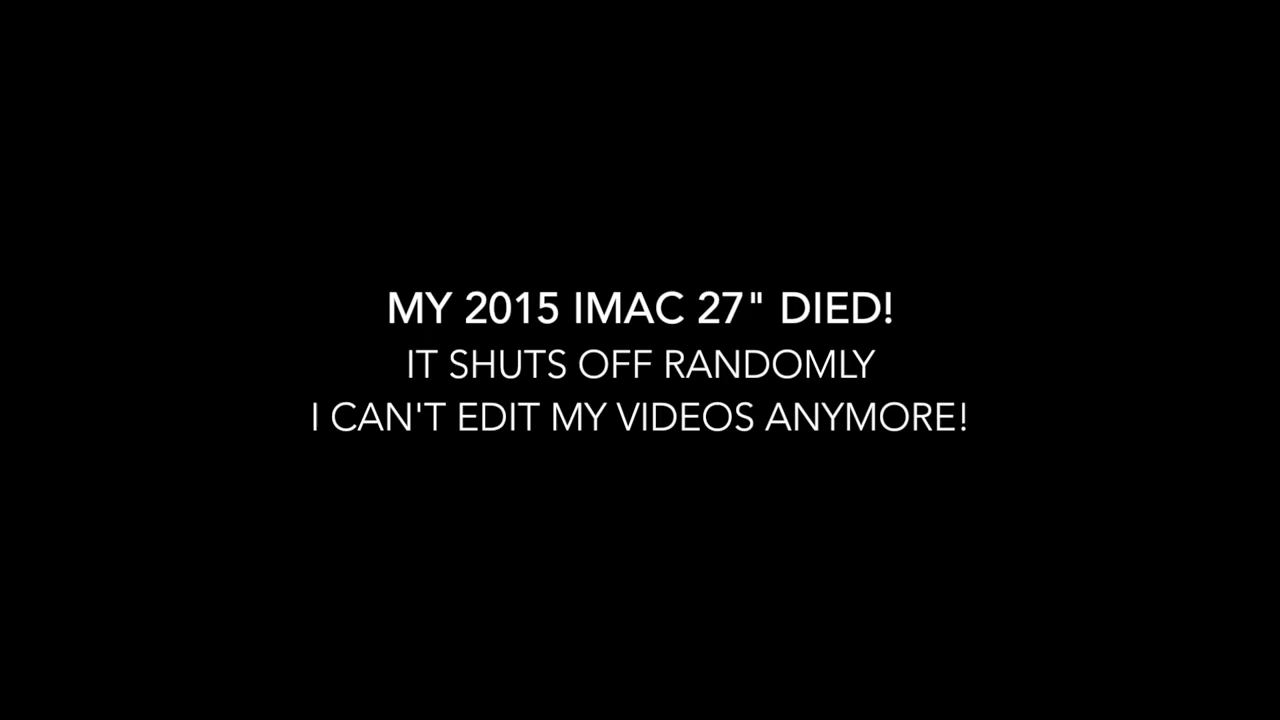 MY 2015 IMAC 27" DIED!
IT SHUTS OFF RANDOMLY
I CAN'T EDIT MY VIDEOS ANYMORE!